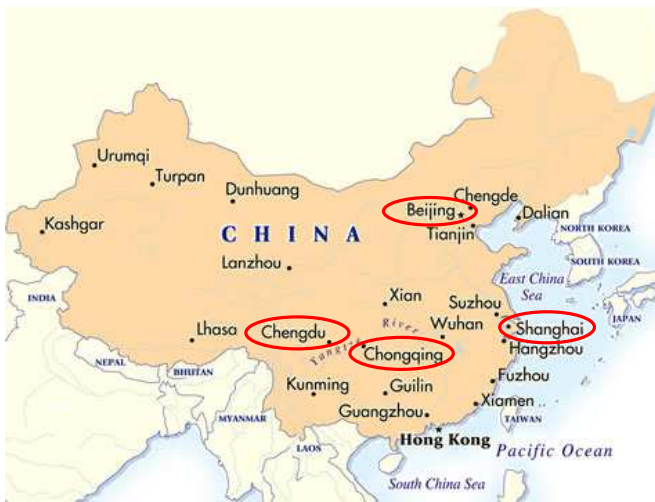 Urumqi
Turpan
Dunhuang
Kashgar
Beijing
Chengde
Dalian
Tianjin
NORTH KOREA
SOUTH KOREA
CHINA
Lanzhou
East China
Sea
INDIA
Xian
Suzhou
JAPAN
Lhasa
Chengdu
Yangtze River
Wuhan
Shanghai
Chongqing
Hangzhou
NEPAL
BHUTAN
Kunming
Guilin
Fuzhou
Xiamen
Guangzhou
TAIWAN
MYANMAR
Hong Kong
LAOS
Pacific Ocean
South China Sea